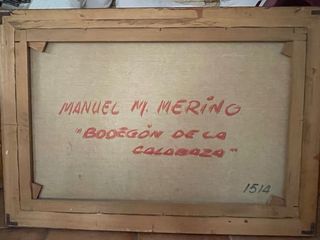 MANUEL M. MERINO
"BODEGÓN DE LA
CALABAZA"
1514